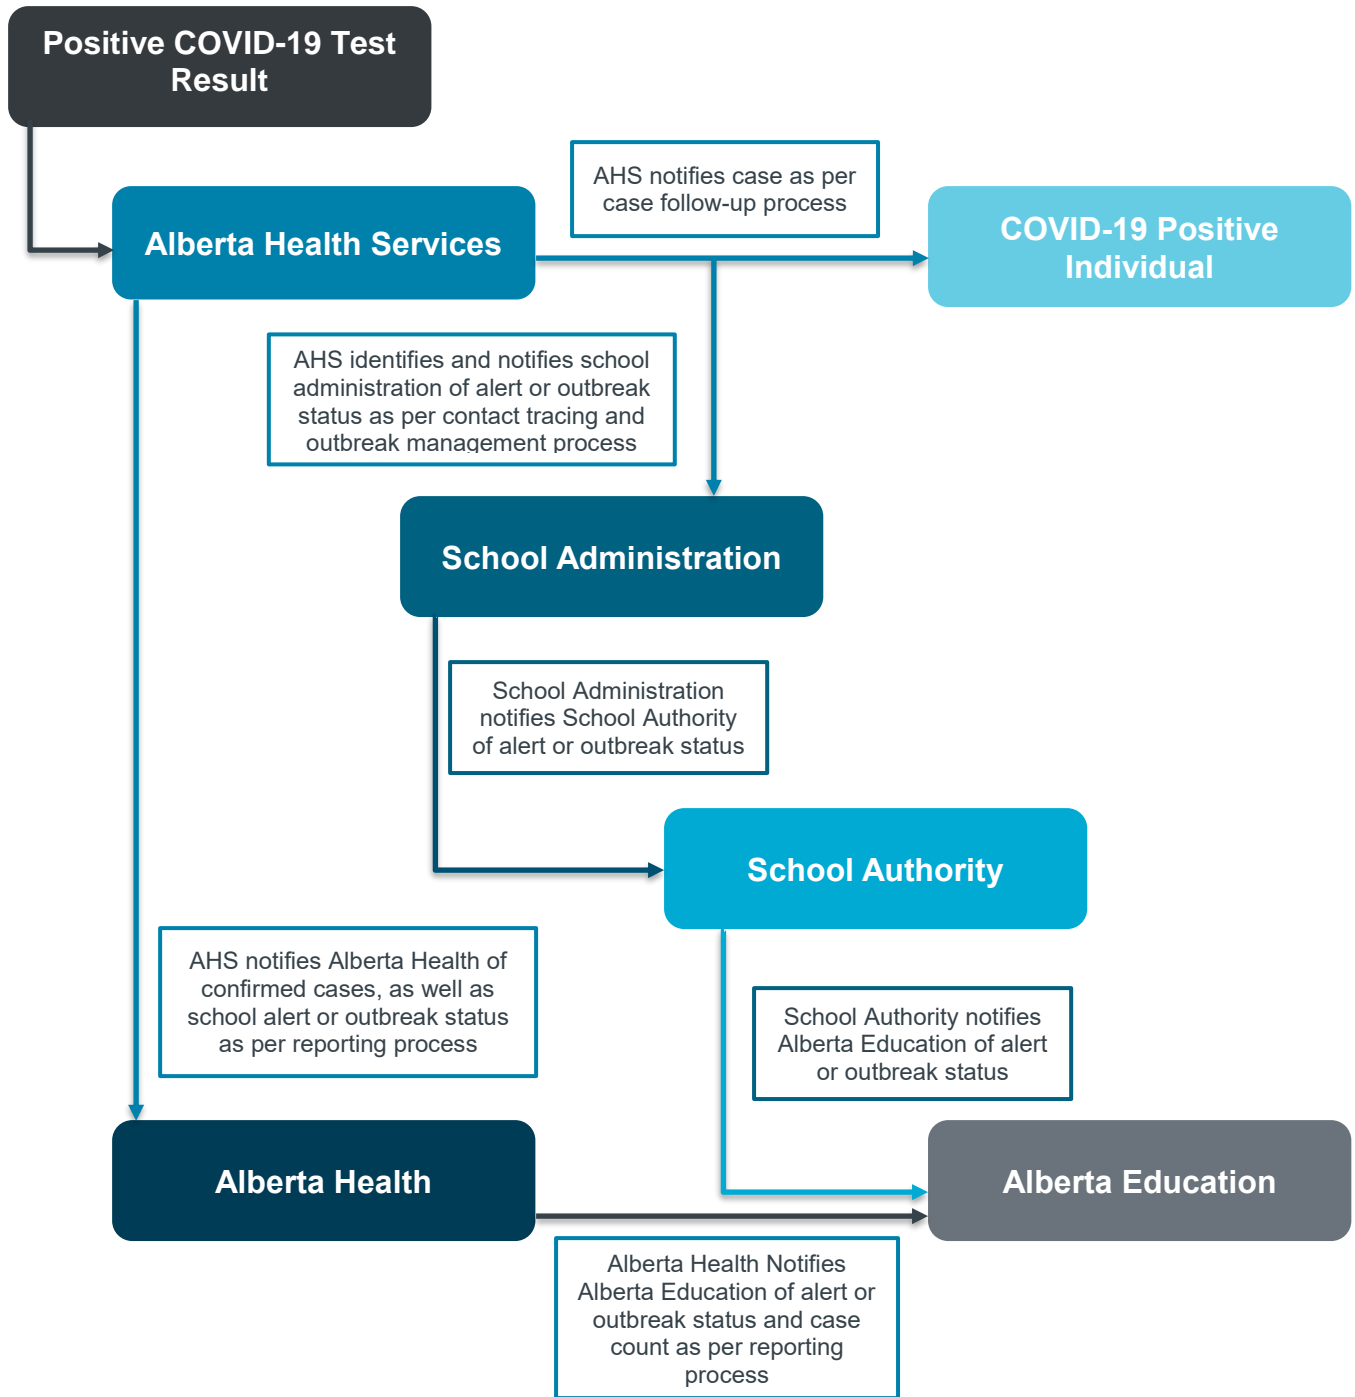 Positive COVID-19 Test
Result
AHS notifies case as per
case follow-up process
Alberta Health Services
COVID-19 Positive
Individual
AHS identifies and notifies school
administration of alert or outbreak
status as per contact tracing and
outbreak management process
School Administration
School Administration
notifies School Authority
of alert or outbreak status
School Authority
AHS notifies Alberta Health of
confirmed cases, as well as
school alert or outbreak status
as per reporting process
School Authority notifies
Alberta Education of alert
or outbreak status
Alberta Health
Alberta Education
Alberta Health Notifies
Alberta Education of alert or
outbreak status and case
count as per reporting
process